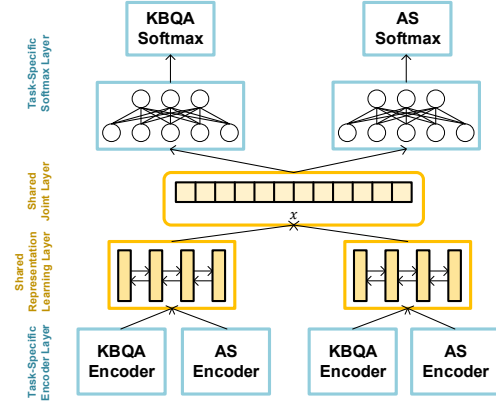 KBQA
Softmax
AS
Softmax
Task-Specific
Softmax Layer
Shared
Joint Layer
x
Shared
Representation
Learning Layer
Task-Specific
Encoder Layer
KBQA
Encoder
AS
Encoder
KBQA
Encoder
AS
Encoder